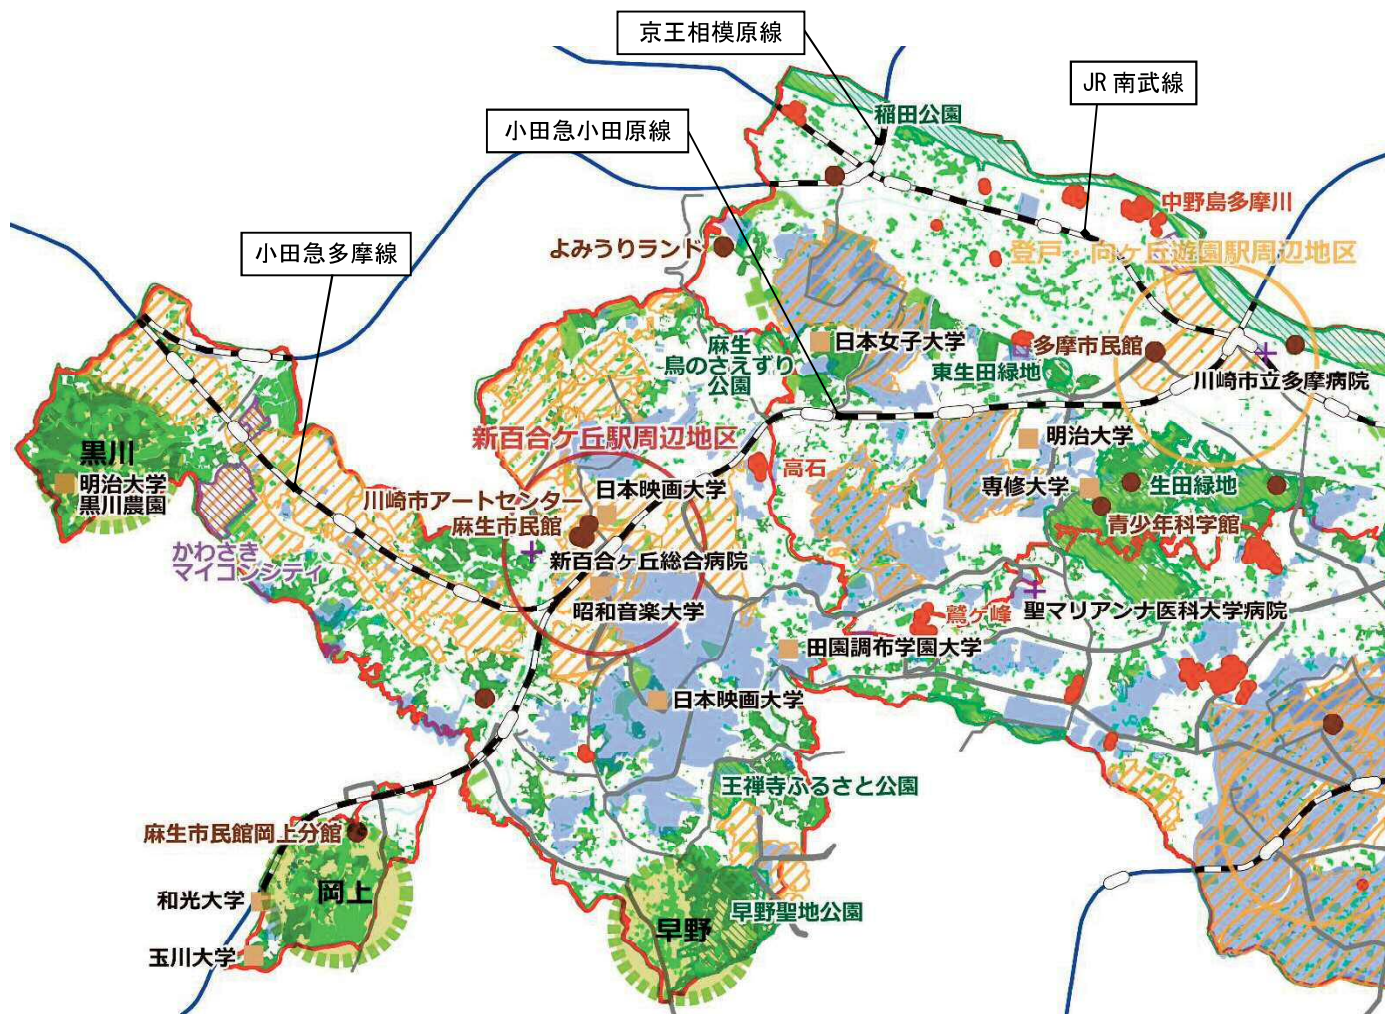 京王相模原線
JR 南武線
小田急小田原線
稲田公園
中野島多摩川
小田急多摩線
よみうりランド
登戸・向ヶ丘遊園駅周辺地区
麻生
鳥のさえずり
公園
日本女子大学
東生田緑地
多摩市民館
川崎市立多摩病院
新百合ケ丘駅周辺地区
高石
明治大学
黒川
明治大学
黒川農園
川崎市アートセンター
麻生市民館
日本映画大学
専修大学
生田緑地
青少年科学館
かわさき
マイコンシティ
新百合ヶ丘総合病院
昭和音楽大学
鷲ヶ峰
聖マリアンナ医科大学病院
田園調布学園大学
日本映画大学
王禅寺ふるさと公園
麻生市民館岡上分館
和光大学
岡上
早野
早野聖地公園
玉川大学